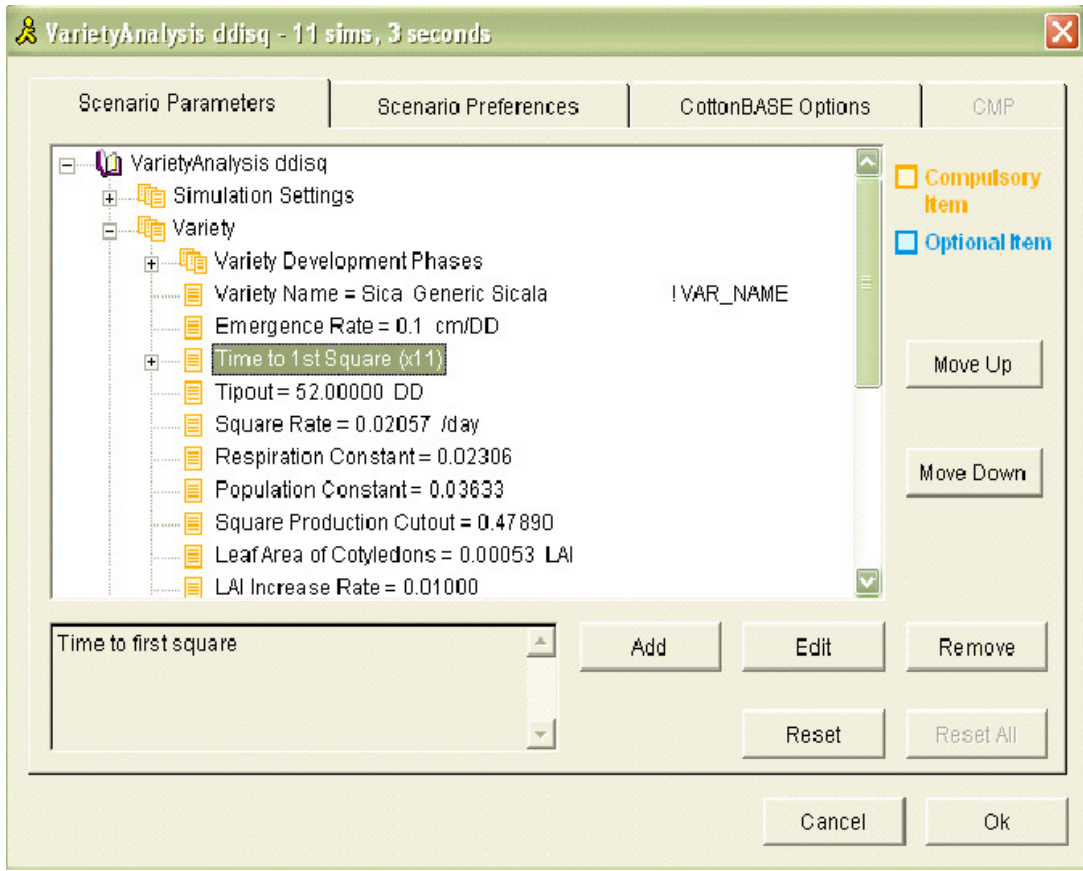 VarietyAnalysis ddisq - 11 sims, 3 seconds
Scenario Parameters
Scenario Preferences
CottonBASE Options
CMP
VarietyAnalysis ddisq
Simulation Settings
Variety
Variety Development Phases
Variety Name = Sica Generic Sicala ! VAR_NAME
Emergence Rate = 0.1 cm/DD
Time to 1st Square (x11)
Tipout = 52.00000 DD
Square Rate = 0.02057 /day
Respiration Constant = 0.02306
Population Constant = 0.03633
Square Production Cutout = 0.47890
Leaf Area of Cotyledons = 0.00053 LAI
LAI Increase Rate = 0.01000
Compulsory
Item
Optional Item
Move Up
Move Down
Time to first square
Add
Edit
Remove
Reset
Reset All
Cancel
Ok